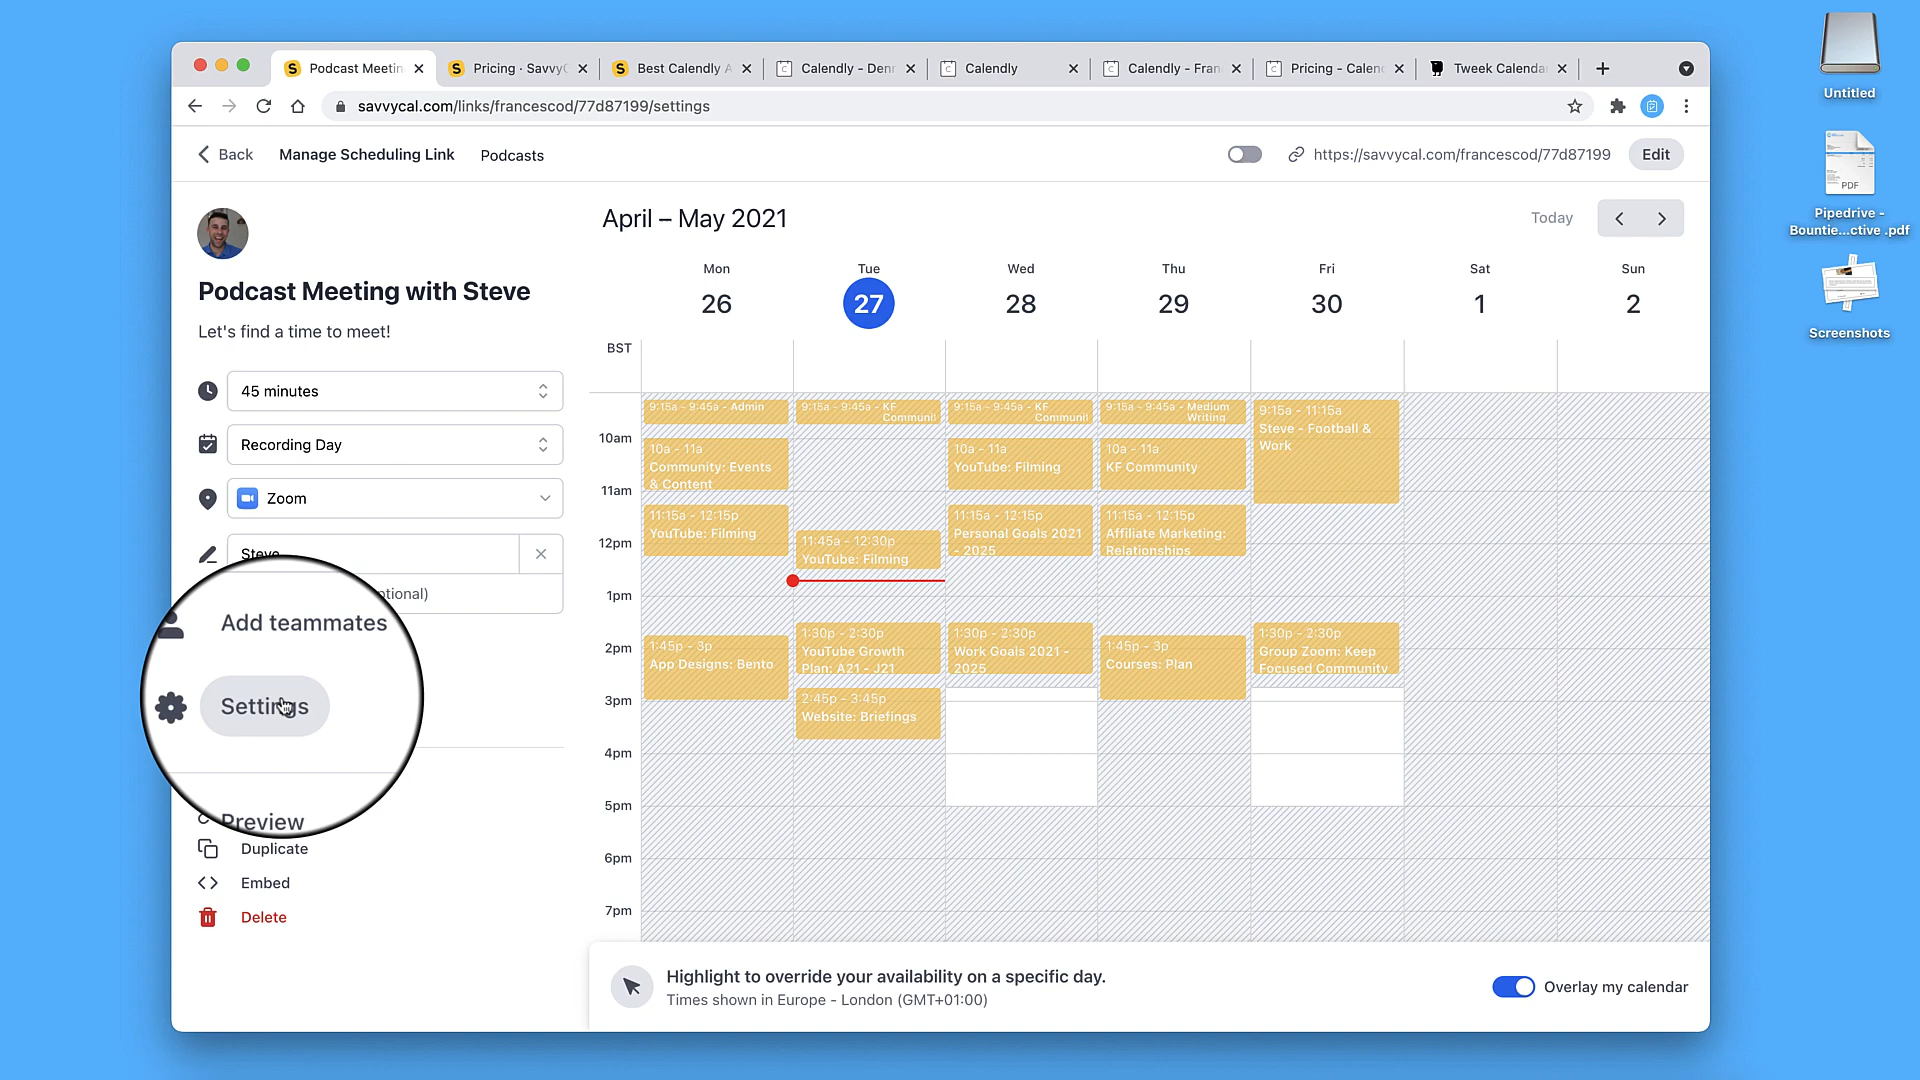 Podcast Meetin
Pricing · SavvyC
Best Calendly A
Calendly - Denn
Calendly
Calendly - Fran
Pricing - Calen
Tweek Calenda
savvycal.com/links/francescod/77d87199/settings
Back
Manage Scheduling Link
Podcasts
https://savvycal.com/francescod/77d87199
Edit
Podcast Meeting with Steve
Let's find a time to meet!
45 minutes
Recording Day
Zoom
Steve
ptional)
Add teammates
Settings
Preview
Duplicate
Embed
Delete
April – May 2021
Today
Mon
Tue
Wed
Thu
Fri
Sat
Sun
26
27
28
29
30
1
2
BST
10am
11am
12pm
1pm
2pm
3pm
4pm
5pm
6pm
7pm
9:15a - 9:45a - Admin
10a - 11a
Community: Events
& Content
11:15a - 12:15p
YouTube: Filming
1:45p - 3p
App Designs: Bento
9:15a - 9:45a - KF
Communit
11:45a - 12:30p
YouTube: Filming
1:30p - 2:30p
YouTube Growth
Plan: A21 - J21
2:45p - 3:45p
Website: Briefings
9:15a - 9:45a - KF
Communit
10a - 11a
YouTube: Filming
11:15a - 12:15p
Personal Goals 2021
- 2025
1:30p - 2:30p
Work Goals 2021 -
2025
9:15a - 9:45a - Medium
Writing
10a - 11a
KF Community
11:15a - 12:15p
Affiliate Marketing:
Relationships
1:45p - 3p
Courses: Plan
9:15a - 11:15a
Steve - Football &
Work
1:30p - 2:30p
Group Zoom: Keep
Focused Community
Highlight to override your availability on a specific day.
Times shown in Europe - London (GMT+01:00)
Overlay my calendar
Untitled
PDF
Pipedrive -
Bountie...ctive .pdf
Screenshots